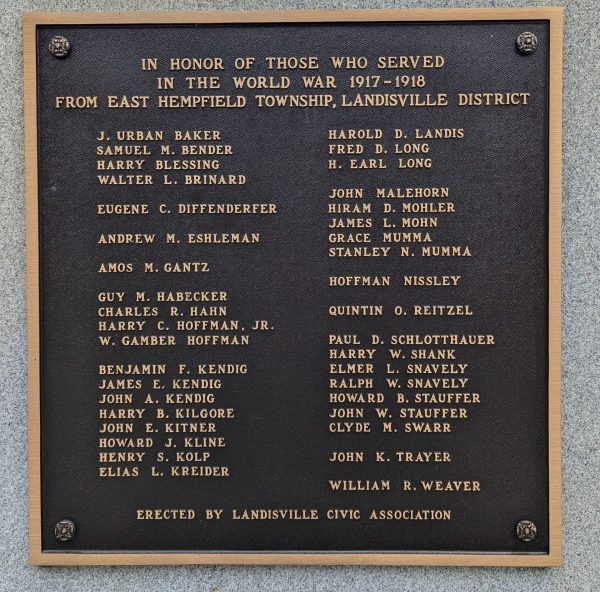 IN HONOR OF THOSE WHO SERVED
IN THE WORLD WAR 1917-1918
FROM EAST HEMPFIELD TOWNSHIP, LANDISVILLE DISTRICT
J. URBAN BAKER
SAMUEL M. BENDER
HARRY BLESSING
WALTER L. BRINARD
EUGENE C. DIFFENDERFER
ANDREW M. ESHLEMAN
AMOS M. GANTZ
GUY M. HABECKER
CHARLES R. HAHN
HARRY C. HOFFMAN, JR.
W. GAMBER HOFFMAN
BENJAMIN F. KENDIG
JAMES E. KENDIG
JOHN A. KENDIG
HARRY B. KILGORE
JOHN E. KITNER
HOWARD J. KLINE
HENRY S. KOLP
ELIAS L. KREIDER
HAROLD D. LANDIS
FRED D. LONG
H. EARL LONG
JOHN MALEHORN
HIRAM D. MOHLER
JAMES L. MOHN
GRACE MUMMA
STANLEY N. MUMMA
HOFFMAN NISSLEY
QUINTIN O. REITZEL
PAUL D. SCHLOTTHAUER
HARRY W. SHANK
ELMER L. SNAVELY
RALPH W. SNAVELY
HOWARD B. STAUFFER
JOHN W. STAUFFER
CLYDE M. SWARR
JOHN K. TRAYER
WILLIAM R. WEAVER
ERECTED BY LANDISVILLE CIVIC ASSOCIATION